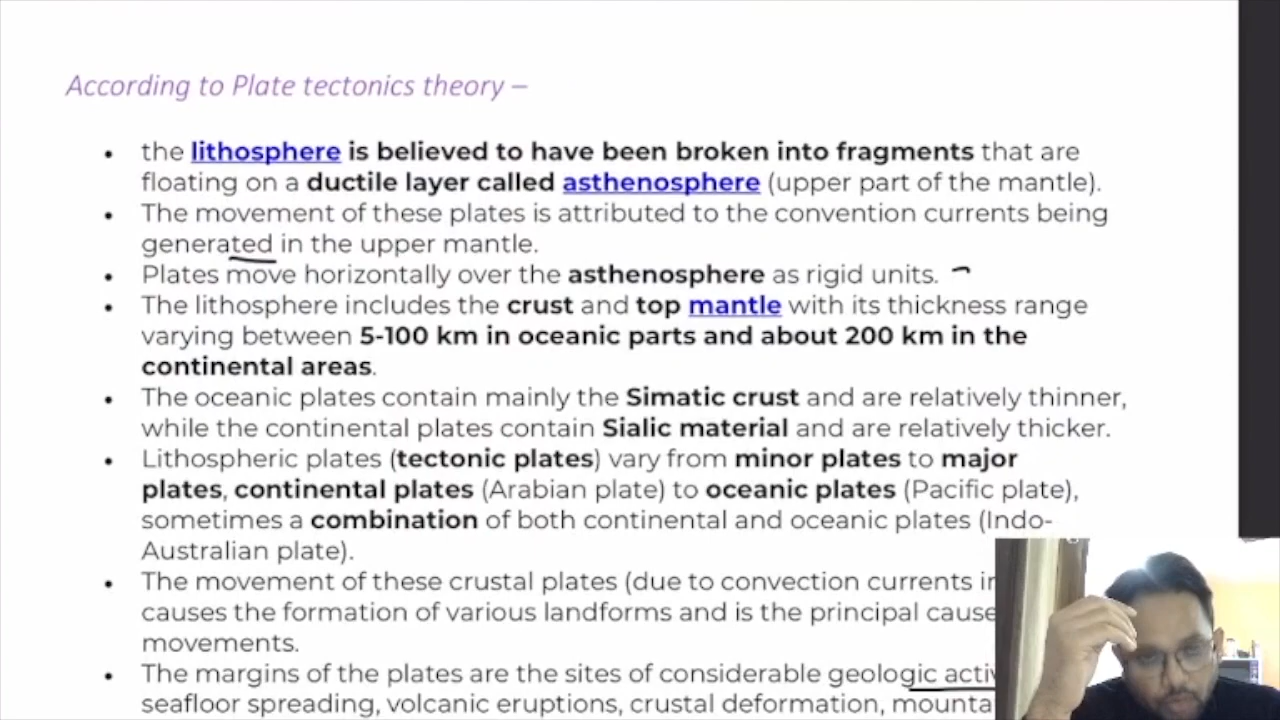 According to Plate tectonics theory –
• the lithosphere is believed to have been broken into fragments that are
floating on a ductile layer called asthenosphere (upper part of the mantle).
• The movement of these plates is attributed to the convention currents being
generated in the upper mantle.
• Plates move horizontally over the asthenosphere as rigid units.
• The lithosphere includes the crust and top mantle with its thickness range
varying between 5-100 km in oceanic parts and about 200 km in the
continental areas.
• The oceanic plates contain mainly the Simatic crust and are relatively thinner,
while the continental plates contain Sialic material and are relatively thicker.
• Lithospheric plates (tectonic plates) vary from minor plates to major
plates, continental plates (Arabian plate) to oceanic plates (Pacific plate),
sometimes a combination of both continental and oceanic plates (Indo-
Australian plate).
• The movement of these crustal plates (due to convection currents
causes the formation of various landforms and is the principal cause
movements.
• The margins of the plates are the sites of considerable geologic
seafloor spreading, volcanic eruptions, crustal deformation,